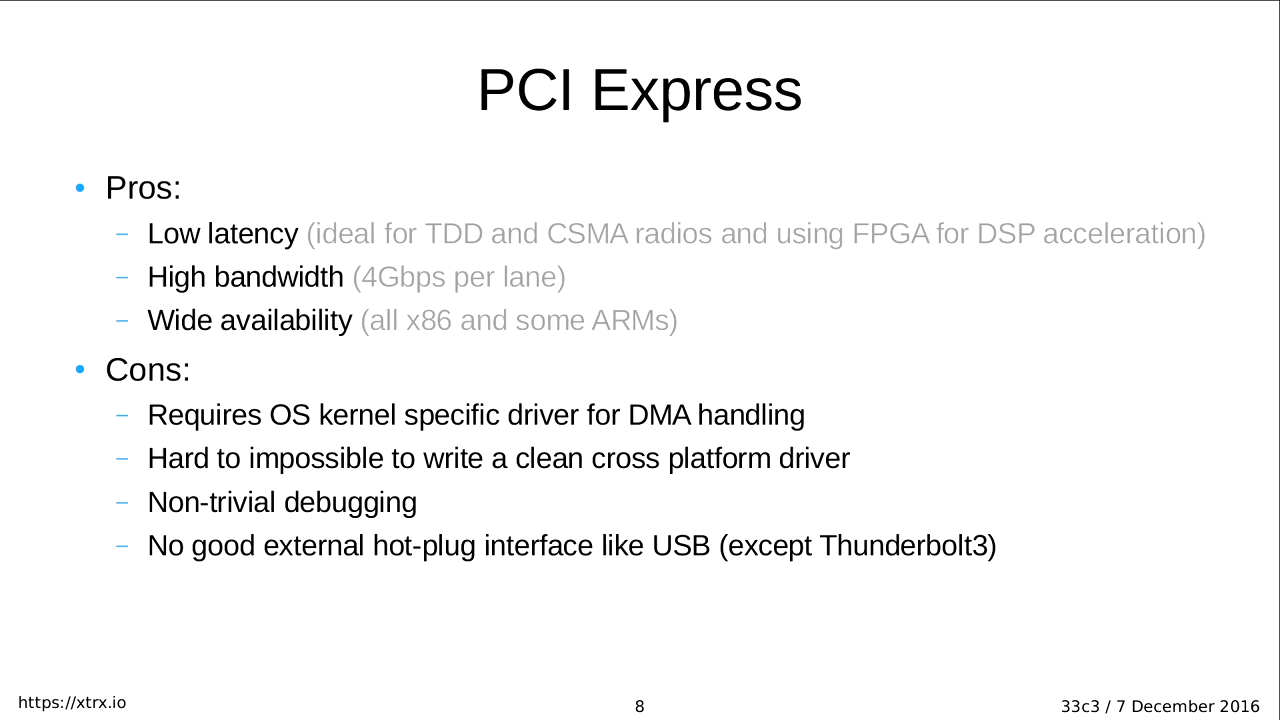 PCI Express
• Pros:
– Low latency (ideal for TDD and CSMA radios and using FPGA for DSP acceleration)
– High bandwidth (4Gbps per lane)
– Wide availability (all x86 and some ARMs)
• Cons:
– Requires OS kernel specific driver for DMA handling
– Hard to impossible to write a clean cross platform driver
– Non-trivial debugging
– No good external hot-plug interface like USB (except Thunderbolt3)
https://xtrx.io
8
33c3 / 7 December 2016